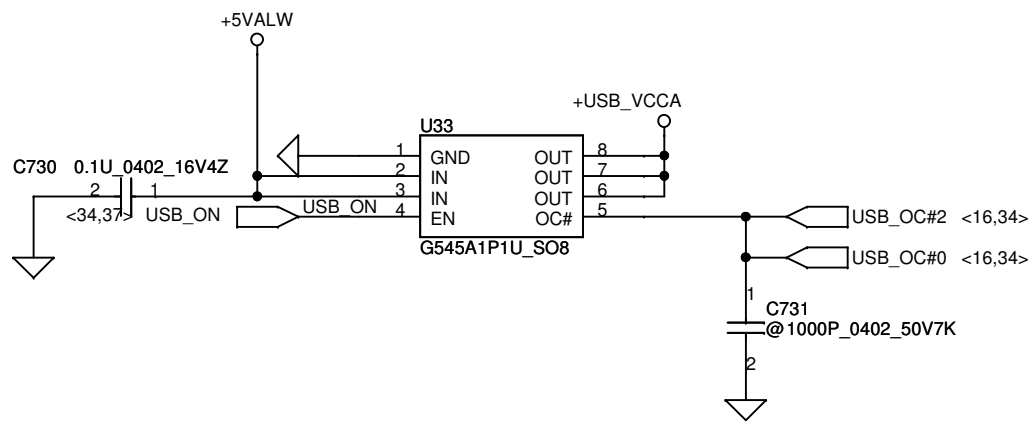 +5VALW
+USB_VCCA
U33
C730 0.1U_0402_16V4Z
1 GND OUT 8
2 IN OUT 7
2 1 3 IN OUT 6
<34,37> USB_ON USB_ON 4 EN OC# 5 USB_OC#2 <16,34>
G545A1P1U_SO8
USB_OC#0 <16,34>
1
C731
@1000P_0402_50V7K
2